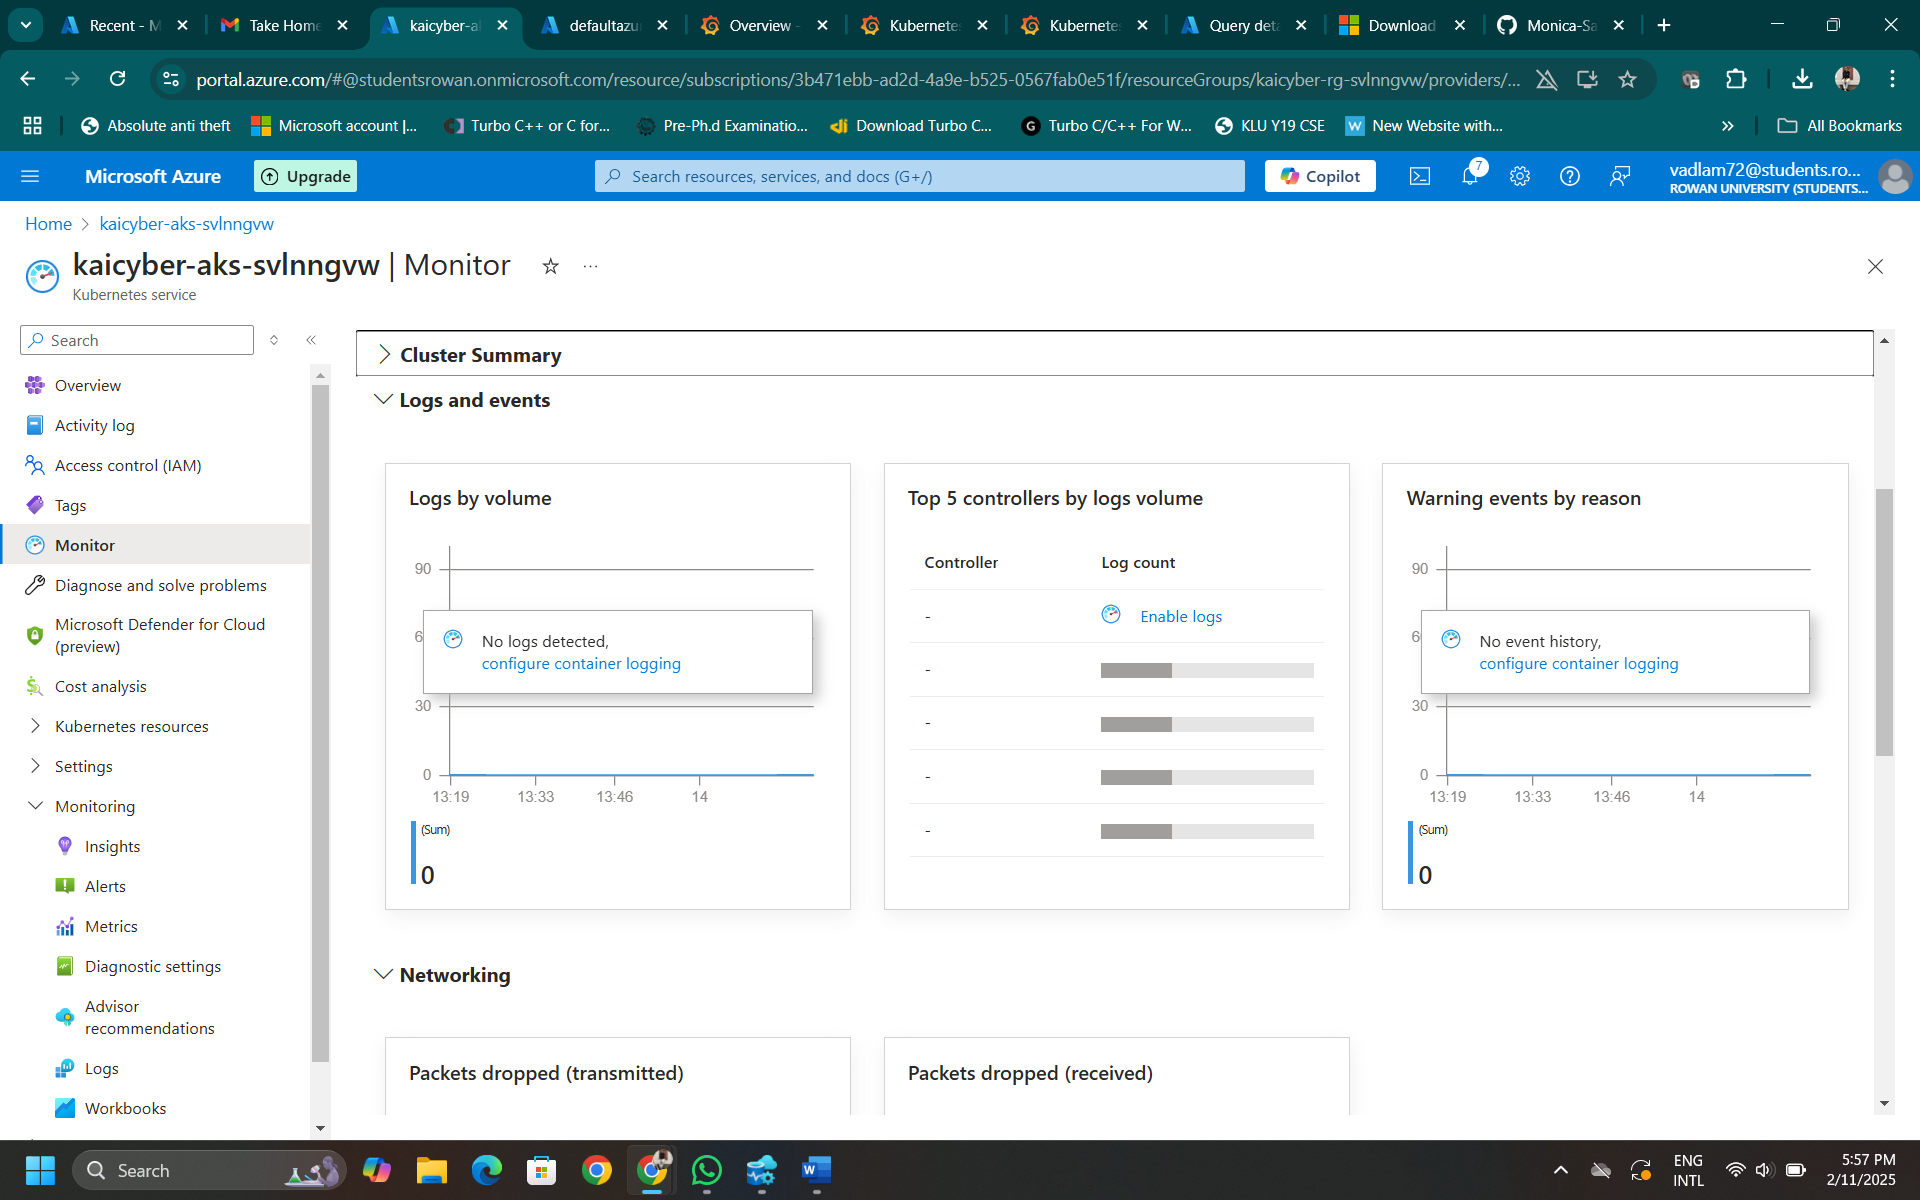 Recent - M
Take Home
kaicyber-a
defaultazu
Overview -
Kubernetes
Kubernetes
Query deta
Download
Monica-Sa
portal.azure.com/#@studentsrowan.onmicrosoft.com/resource/subscriptions/3b471ebb-ad2d-4a9e-b525-0567fab0e51f/resourceGroups/kaicyber-rg-svlnngvw/providers/...
Absolute anti theft
Microsoft account |...
Turbo C++ or C for...
Pre-Ph.d Examinatio...
Download Turbo C...
Turbo C/C++ For W...
KLU Y19 CSE
New Website with...
All Bookmarks
Microsoft Azure
Upgrade
Search resources, services, and docs (G+/)
Copilot
7
vadlam72@students.ro...
ROWAN UNIVERSITY (STUDENTS...
Home > kaicyber-aks-svlnngvw
kaicyber-aks-svlnngvw | Monitor
Kubernetes service
Search
Overview
Activity log
Access control (IAM)
Tags
Monitor
Diagnose and solve problems
Microsoft Defender for Cloud
(preview)
Cost analysis
Kubernetes resources
Settings
Monitoring
Insights
Alerts
Metrics
Diagnostic settings
Advisor
recommendations
Logs
Workbooks
Cluster Summary
Logs and events
Logs by volume
90
6
30
0
No logs detected,
configure container logging
13:19 13:33 13:46 14
(Sum)
0
Top 5 controllers by logs volume
Controller Log count
- Enable logs
-
-
-
-
Warning events by reason
90
6
30
0
No event history,
configure container logging
13:19 13:33 13:46 14
(Sum)
0
Networking
Packets dropped (transmitted)
Packets dropped (received)
Search
ENG
INTL
5:57 PM
2/11/2025